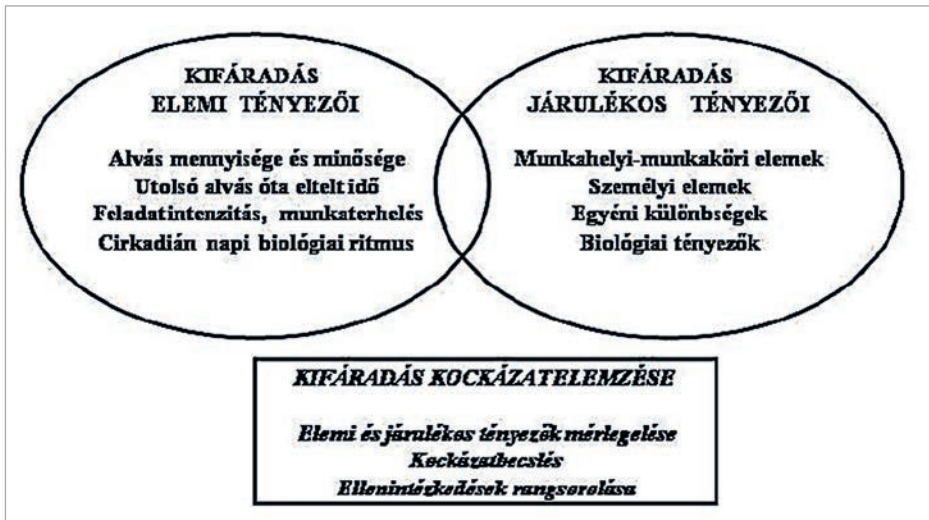 KIFÁRADÁS
ELEMI TÉNYEZŐI
Alvás mennyisége és minősége
Utolsó alvás óta eltelt idő
Feladatintenzitás, munkaterhelés
Cirkadián napi biológiai ritmus
KIFÁRADÁS
JÁRULÉKOS TÉNYEZŐI
Munkahelyi-munkaköri elemek
Személyi elemek
Egyéni különbségek
Biológiai tényezők
KIFÁRADÁS KOCKÁZATELEMZÉSE
Elemi és járulékos tényezők mérlegelése
Kockázatbecslés
Ellenintézkedések rangsorolása